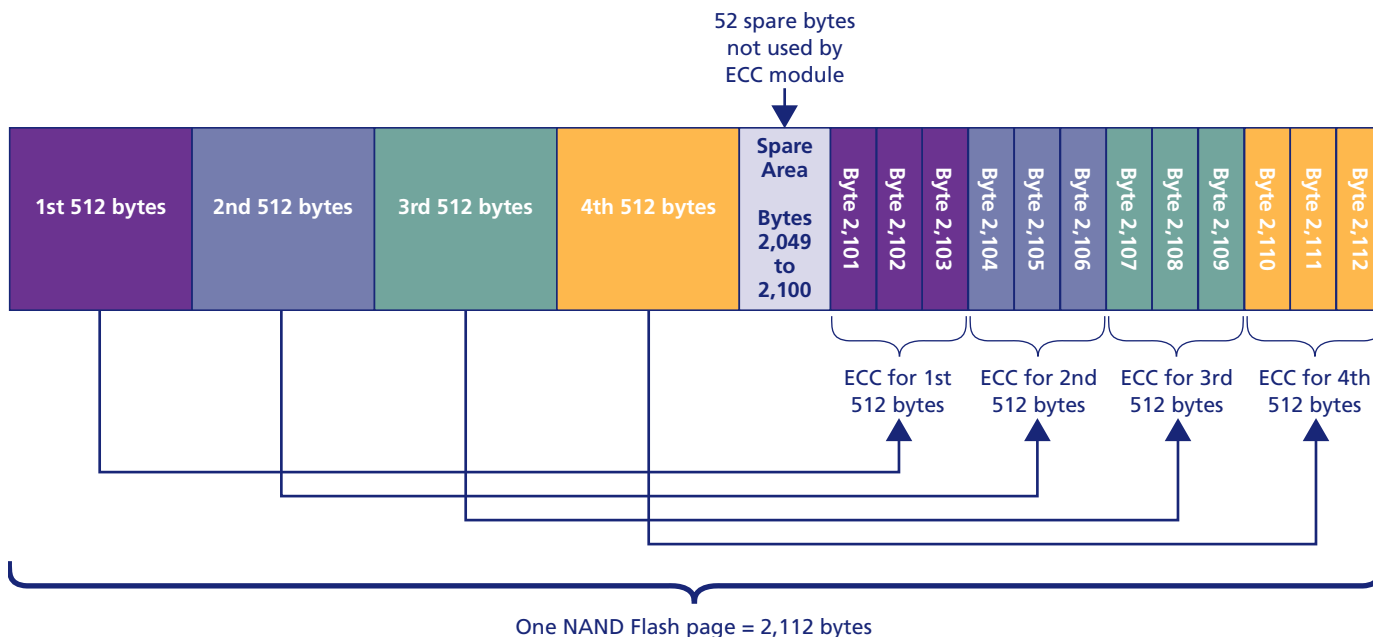 52 spare bytes
not used by
ECC module
1st 512 bytes
2nd 512 bytes
3rd 512 bytes
4th 512 bytes
Spare
Area
Bytes
2,049
to
2,100
Byte 2,101
Byte 2,102
Byte 2,103
Byte 2,104
Byte 2,105
Byte 2,106
Byte 2,107
Byte 2,108
Byte 2,109
Byte 2,110
Byte 2,111
Byte 2,112
ECC for 1st
512 bytes
ECC for 2nd
512 bytes
ECC for 3rd
512 bytes
ECC for 4th
512 bytes
One NAND Flash page = 2,112 bytes